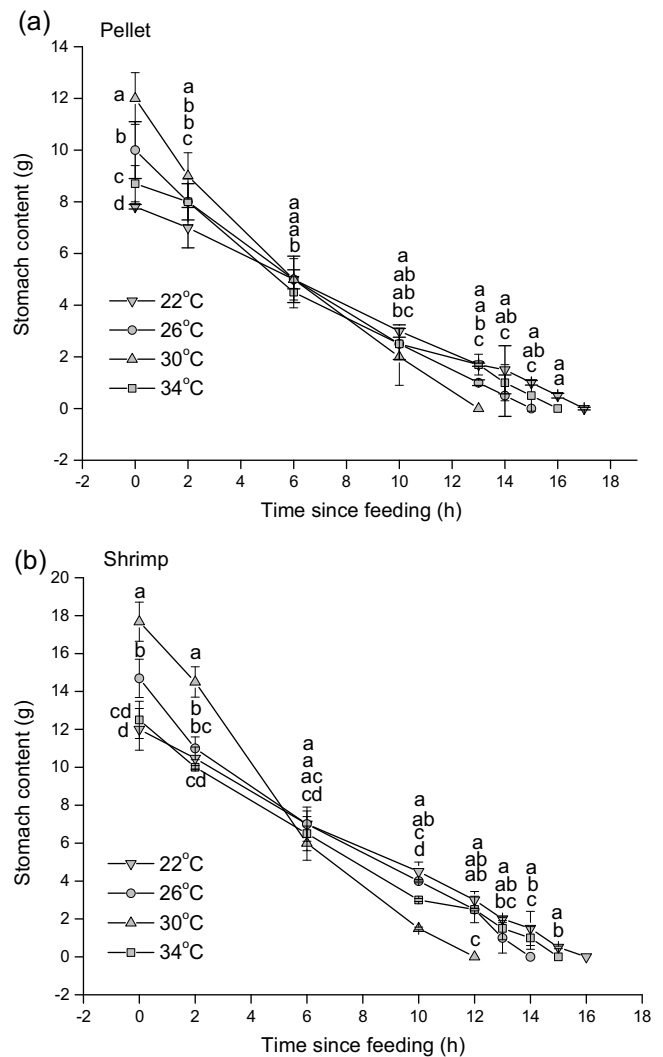 (a)
Pellet
14
12
10
8
6
4
2
0
-2
Stomach content (g)
a
b
c
d
a
b
b
c
a
a
b
a
ab
ab
bc
a
a
b
c
a
ab
c
a
ab
c
a
a
22°C
26°C
30°C
34°C
-2 0 2 4 6 8 10 12 14 16 18
Time since feeding (h)
(b)
Shrimp
20
18
16
14
12
10
8
6
4
2
0
-2
Stomach content (g)
a
b
cd
d
a
b
bc
cd
a
a
ac
cd
a
ab
c
d
a
ab
ab
c
a
ab
bc
a
b
c
a
b
22°C
26°C
30°C
34°C
-2 0 2 4 6 8 10 12 14 16 18
Time since feeding (h)